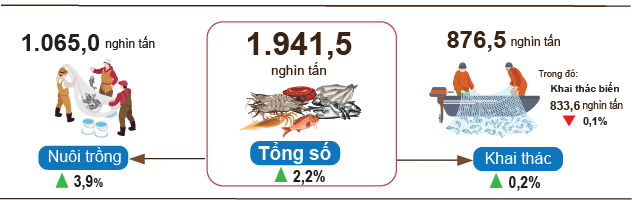 1.065,0 nghìn tấn
Nuôi trồng
3,9%
1.941,5
nghìn tấn
Tổng số
2,2%
876,5 nghìn tấn
Trong đó:
Khai thác biển
833,6 nghìn tấn
0,1%
Khai thác
0,2%